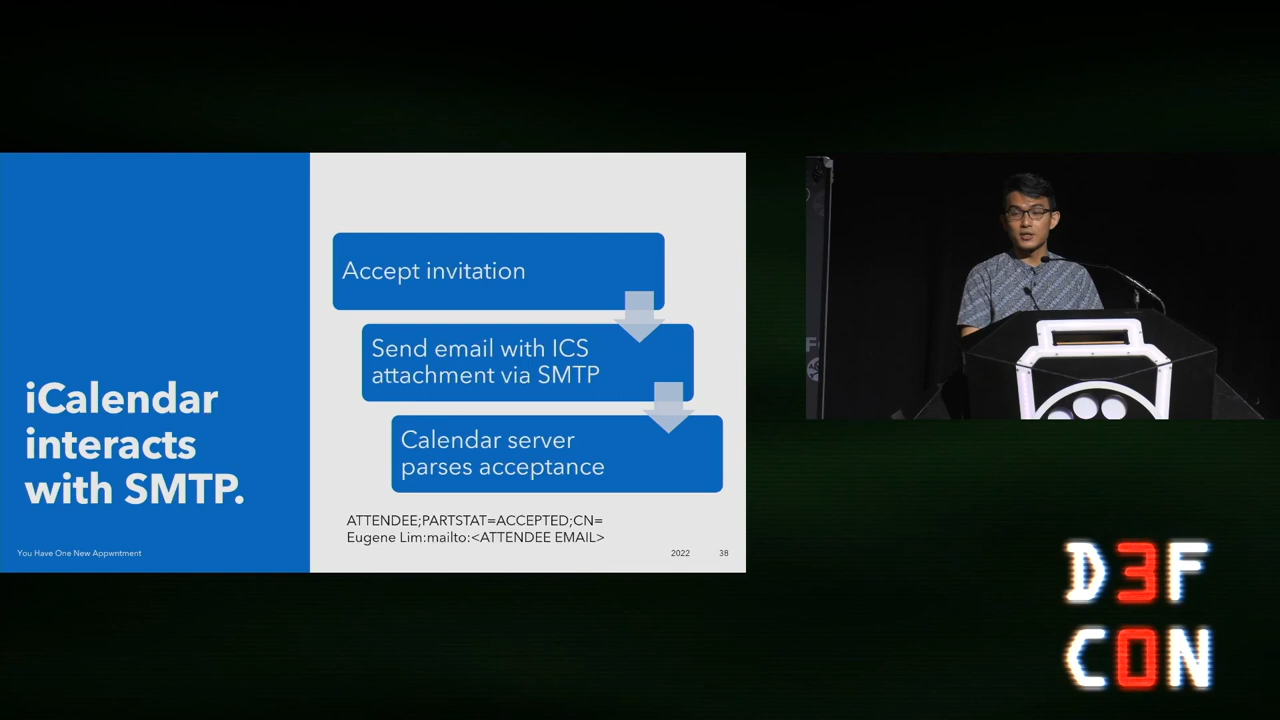 iCalendar
interacts
with SMTP.
Accept invitation
Send email with ICS
attachment via SMTP
Calendar server
parses acceptance
ATTENDEE;PARTSTAT=ACCEPTED;CN=
Eugene Lim:mailto:<ATTENDEE EMAIL>
You Have One New Appwntment
2022
38
D3F
C0N